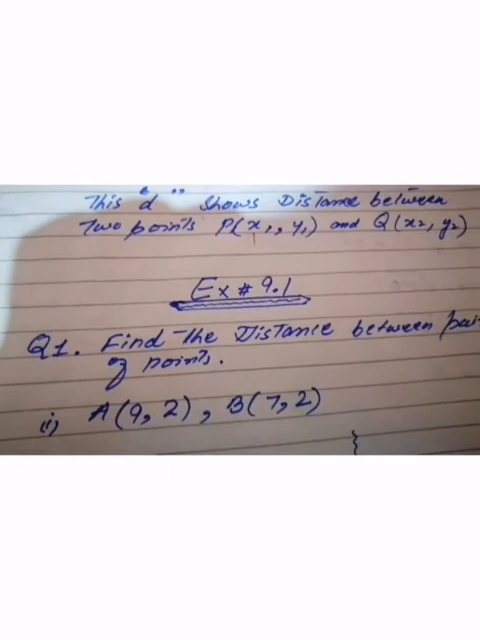 This "d" shows Distance between
Two points P(x₁, y₁) and Q(x₂, y₂)
Ex # 9.1
Q1. Find The Distance between
of points.
(i) A(9, 2), B(7, 2)